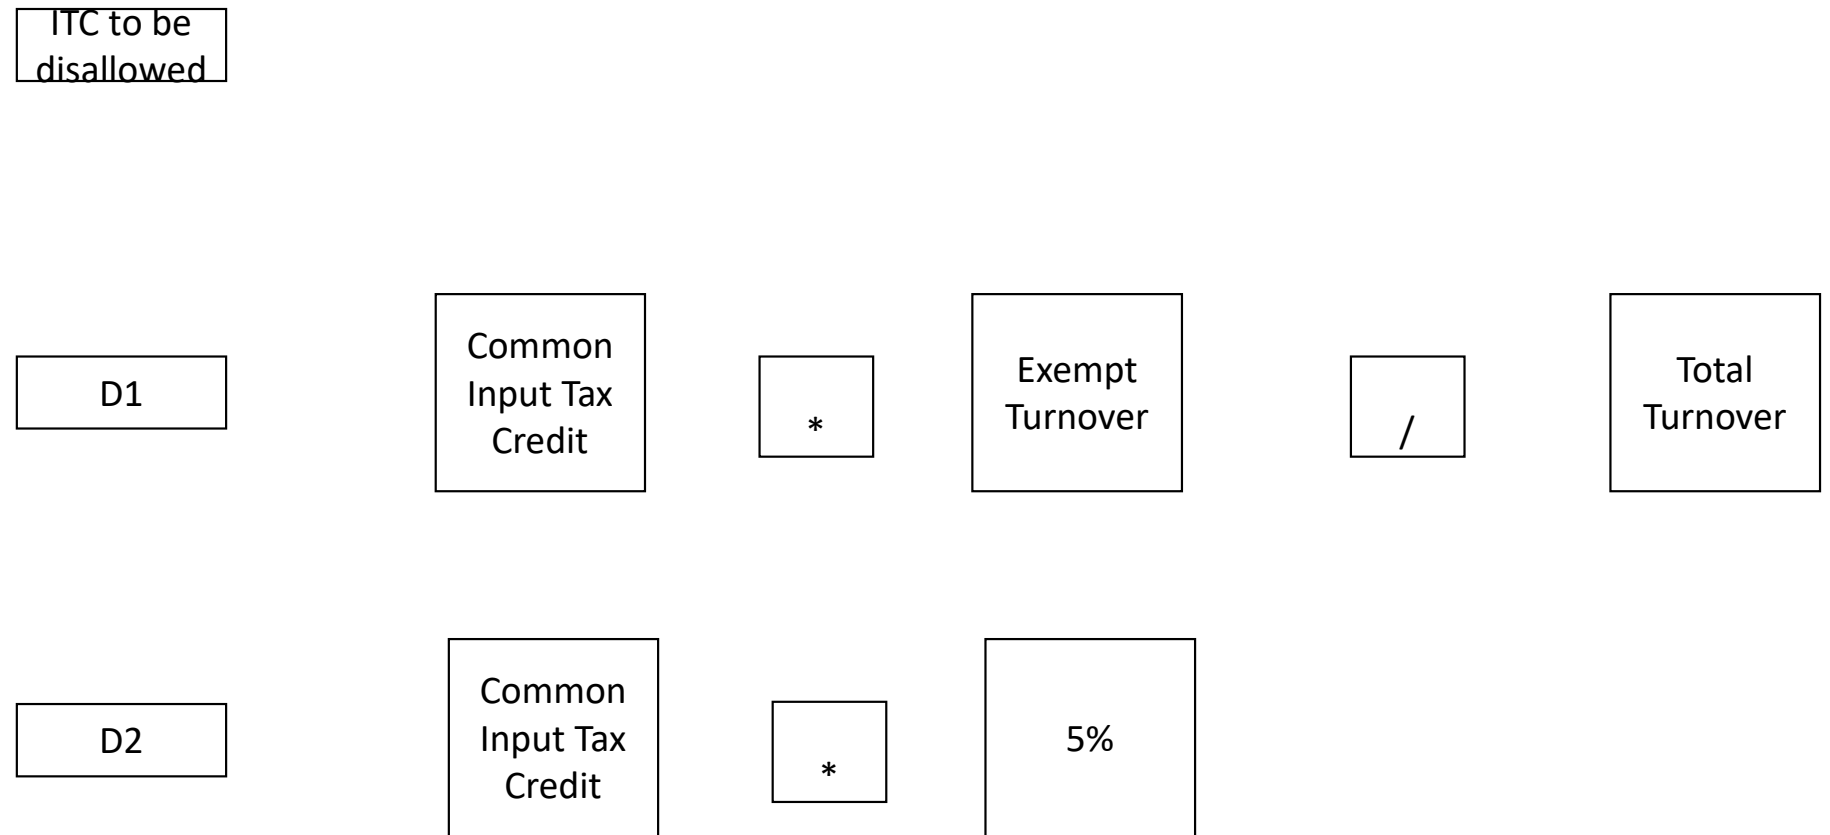 ITC to be
disallowed
D1
Common
Input Tax
Credit
*
Exempt
Turnover
/
Total
Turnover
D2
Common
Input Tax
Credit
*
5%